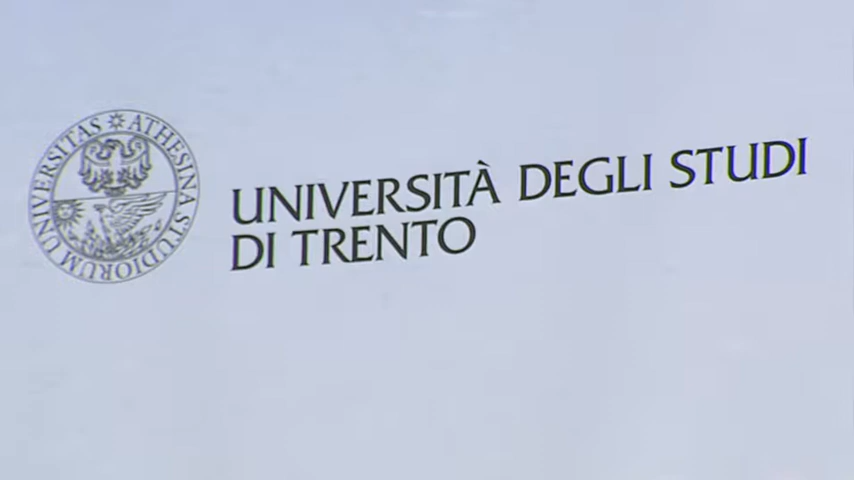 UNIVERSITAS ATHESINA STUDIORUM
UNIVERSITÀ DEGLI STUDI
DI TRENTO